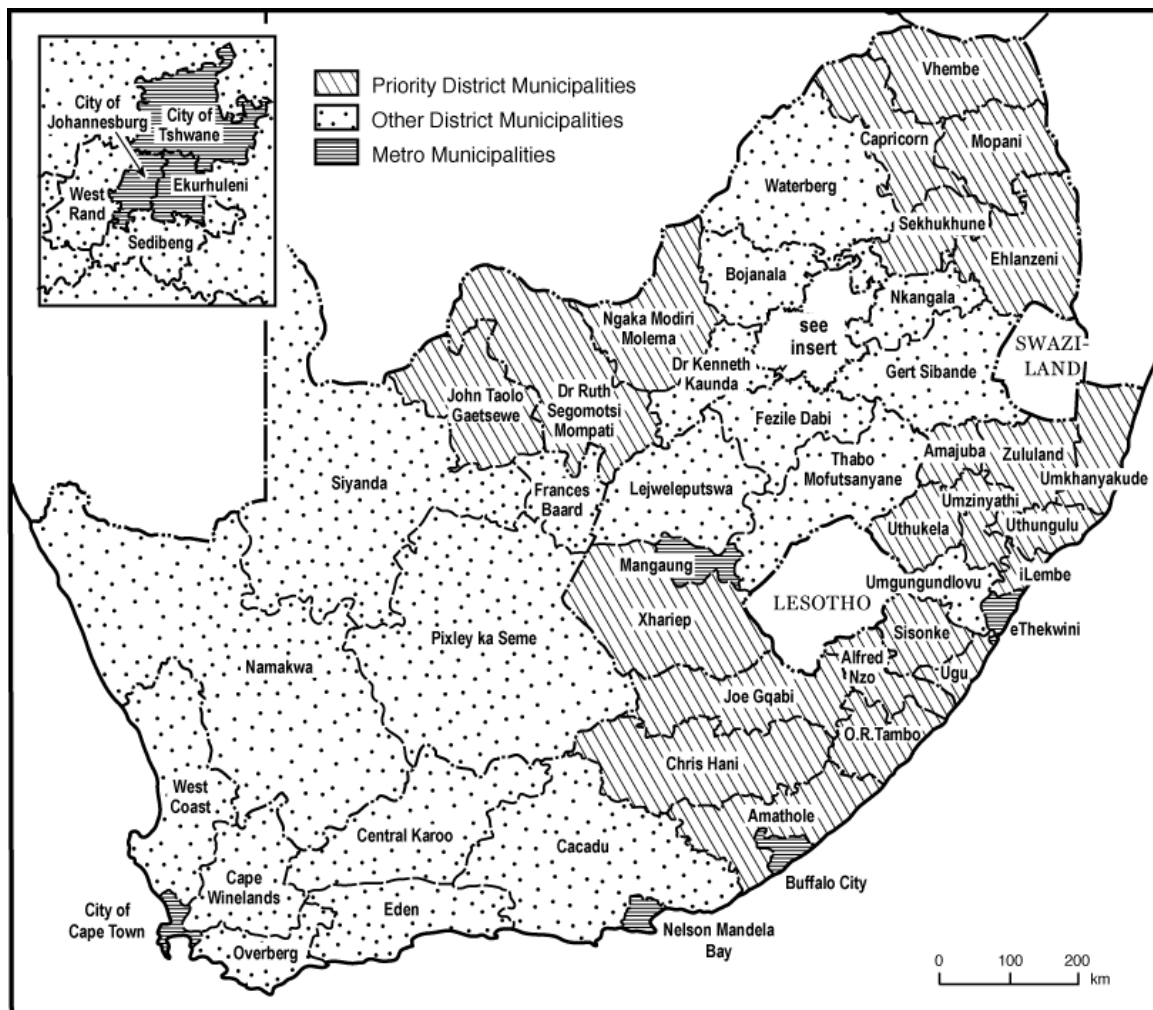 City of
Johannesburg
City of
Tshwane
West
Rand
Ekurhuleni
Sedibeng
Priority District Municipalities
Other District Municipalities
Metro Municipalities
Vhembe
Capricorn
Mopani
Waterberg
Sekhukhune
Ehlanzeni
Bojanala
Nkangala
Ngaka Modiri
Molema
see
insert
SWAZI-
LAND
Dr Kenneth
Kaunda
Gert Sibande
John Taolo
Gaetsewe
Dr Ruth
Segomotsi
Mompati
Fezile Dabi
Thabo
Mofutsanyane
Amajuba
Zululand
Umkhanyakude
Siyanda
Frances
Baard
Lejweleputswa
Umzinyathi
Uthukela
Uthungulu
Mangaung
Umgungundlovu
iLembe
LESOTHO
eThekwini
Xhariep
Sisonke
Pixley ka Seme
Namakwa
Alfred
Nzo
Ugu
Joe Gqabi
O.R.Tambo
Chris Hani
West
Coast
Amathole
Central Karoo
Cacadu
Cape
Winelands
Buffalo City
Eden
City of
Cape Town
Nelson Mandela
Bay
Overberg
0 100 200
km